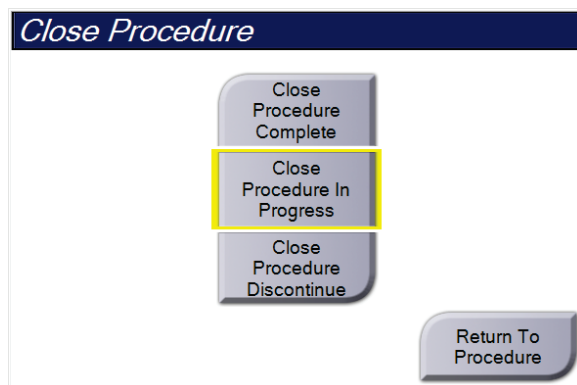 Close Procedure
Close
Procedure
Complete
Close
Procedure In
Progress
Close
Procedure
Discontinue
Return To
Procedure